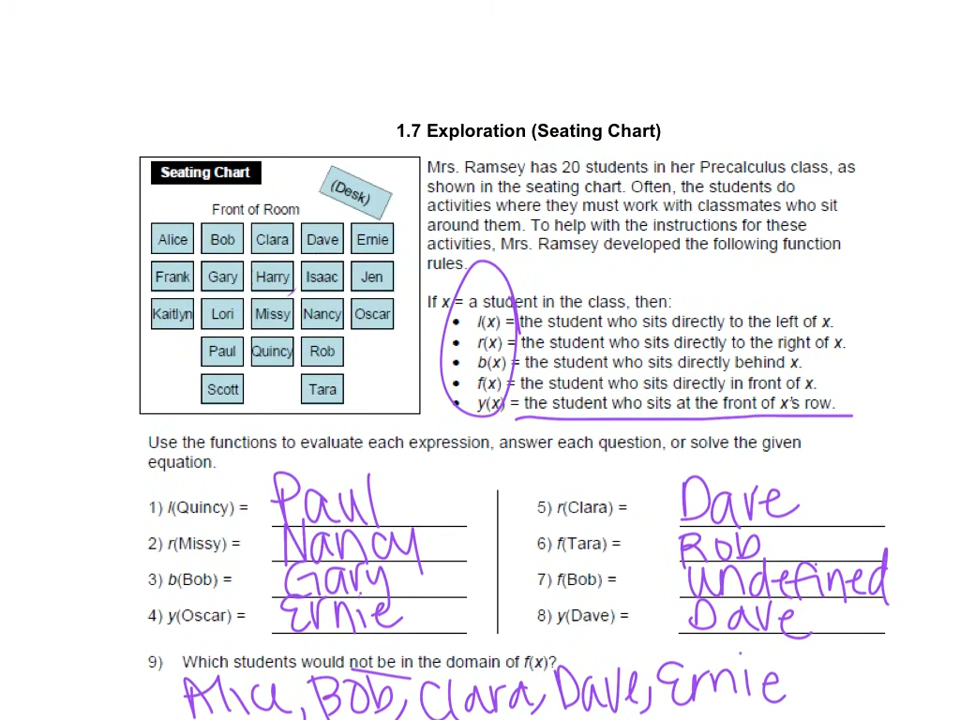 1.7 Exploration (Seating Chart)
Seating Chart
(Desk)
Front of Room
Alice Bob Clara Dave Ernie
Frank Gary Harry Isaac Jen
Kaitlyn Lori Missy Nancy Oscar
Paul Quincy Rob
Scott Tara
Mrs. Ramsey has 20 students in her Precalculus class, as
shown in the seating chart. Often, the students do
activities where they must work with classmates who sit
around them. To help with the instructions for these
activities, Mrs. Ramsey developed the following function
rules.
If x = a student in the class, then:
• l(x) = the student who sits directly to the left of x.
• r(x) = the student who sits directly to the right of x.
• b(x) = the student who sits directly behind x.
• f(x) = the student who sits directly in front of x.
• y(x) = the student who sits at the front of x's row.
Use the functions to evaluate each expression, answer each question, or solve the given
equation.
1) l(Quincy) = Paul
2) r(Missy) = Nancy
3) b(Bob) = Gary
4) y(Oscar) = Ernie
5) r(Clara) = Dave
6) f(Tara) = Rob
7) f(Bob) = undefined
8) y(Dave) = Dave
9) Which students would not be in the domain of f(x)?
Alice, Bob, Clara, Dave, Ernie